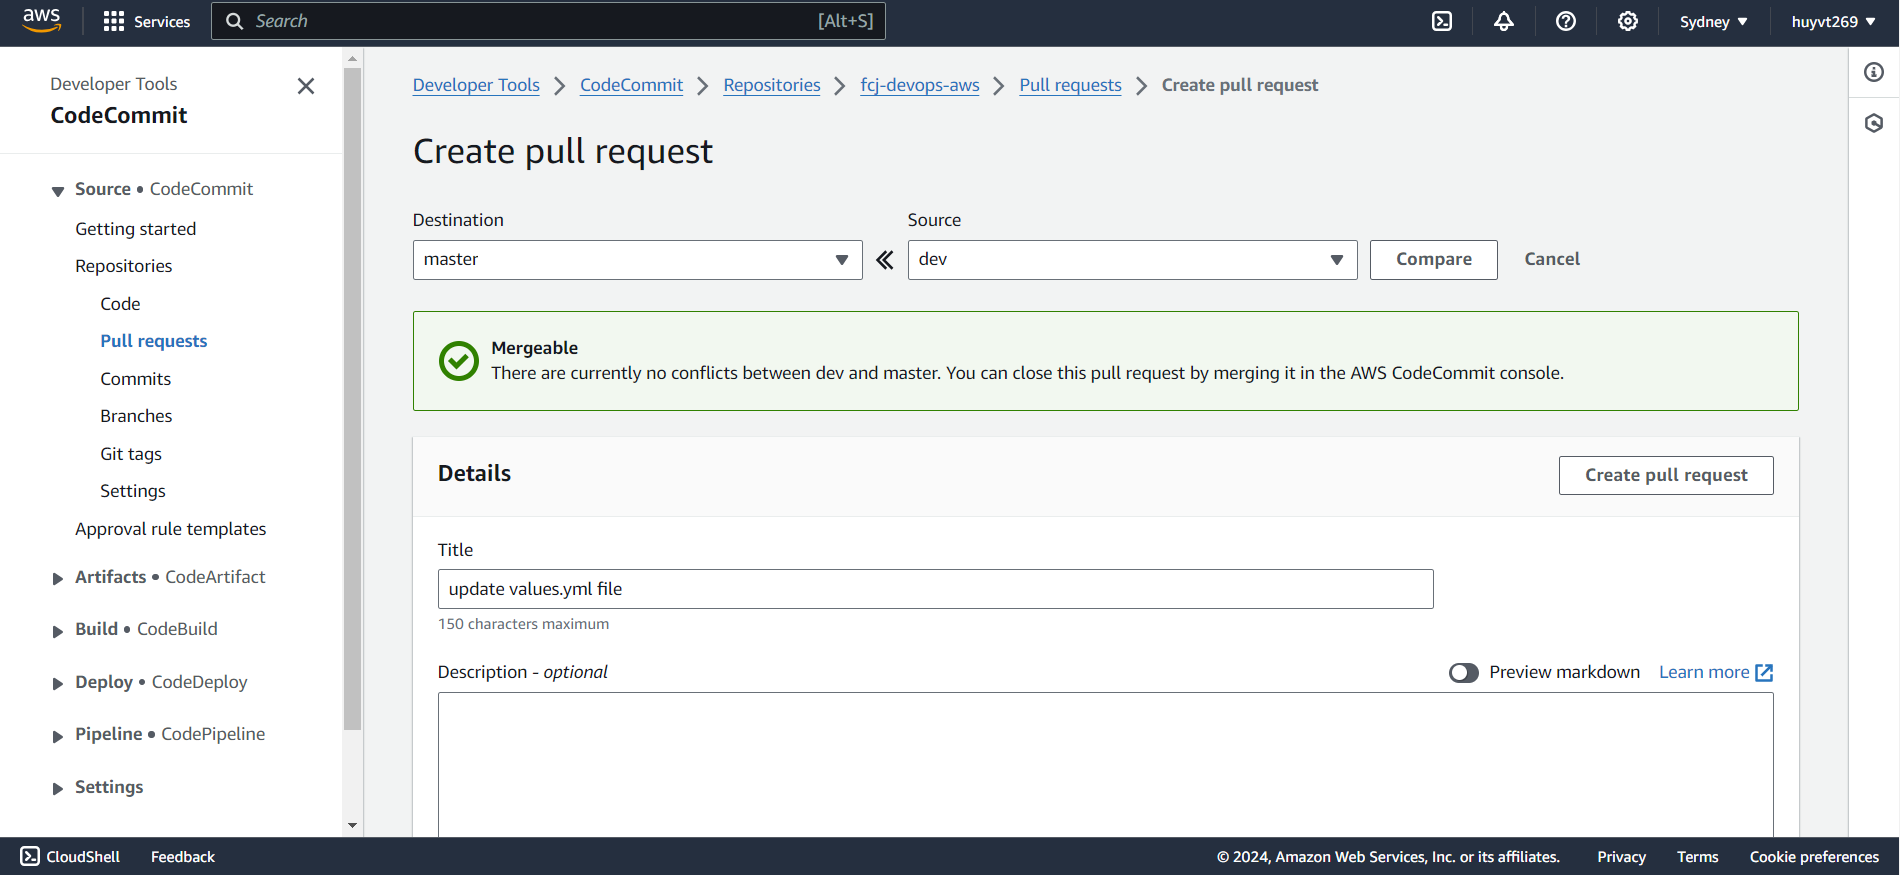 aws
Services
Search
[Alt+S]
Sydney
huyvt269
Developer Tools
CodeCommit
Source • CodeCommit
Getting started
Repositories
Code
Pull requests
Commits
Branches
Git tags
Settings
Approval rule templates
Artifacts • CodeArtifact
Build • CodeBuild
Deploy • CodeDeploy
Pipeline • CodePipeline
Settings
Developer Tools > CodeCommit > Repositories > fcj-devops-aws > Pull requests > Create pull request
Create pull request
Destination
master
Source
dev
Compare
Cancel
Mergeable
There are currently no conflicts between dev and master. You can close this pull request by merging it in the AWS CodeCommit console.
Details
Create pull request
Title
update values.yml file
150 characters maximum
Description - optional
Preview markdown
Learn more
CloudShell
Feedback
© 2024, Amazon Web Services, Inc. or its affiliates.
Privacy
Terms
Cookie preferences